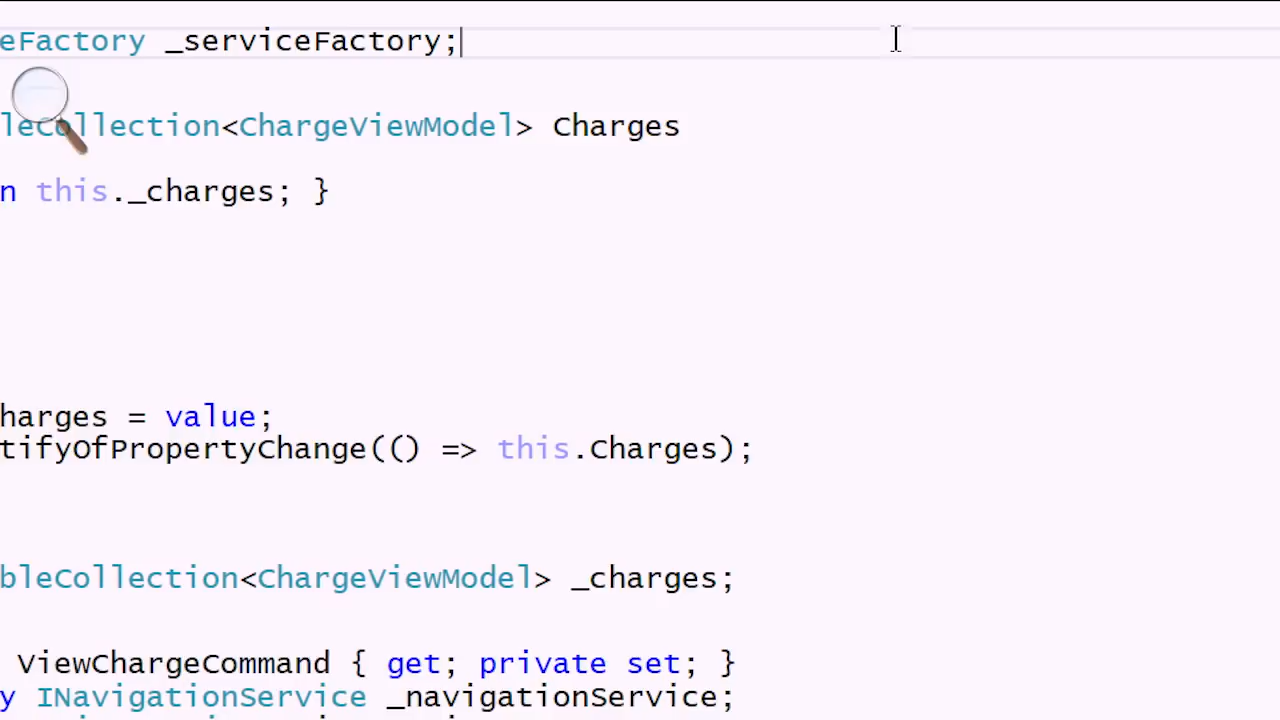 eFactory _serviceFactory;
leCollection<ChargeViewModel> Charges
n this._charges; }
harges = value;
tifyOfPropertyChange(() => this.Charges);
bleCollection<ChargeViewModel> _charges;
ViewChargeCommand { get; private set; }
y INavigationService _navigationService;